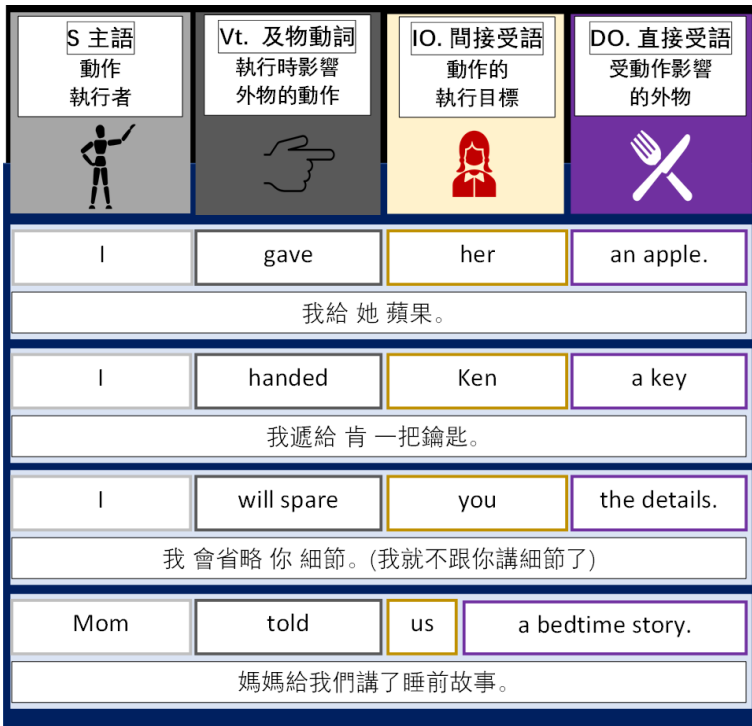 S 主語
動作
執行者
Vt. 及物動詞
執行時影響
外物的動作
IO. 間接受語
動作的
執行目標
DO. 直接受語
受動作影響
的外物
I gave her an apple.
我給 她 蘋果。
I handed Ken a key
我遞給 肯 一把鑰匙。
I will spare you the details.
我 會省略 你 細節。(我就不跟你講細節了)
Mom told us a bedtime story.
媽媽給我們講了睡前故事。